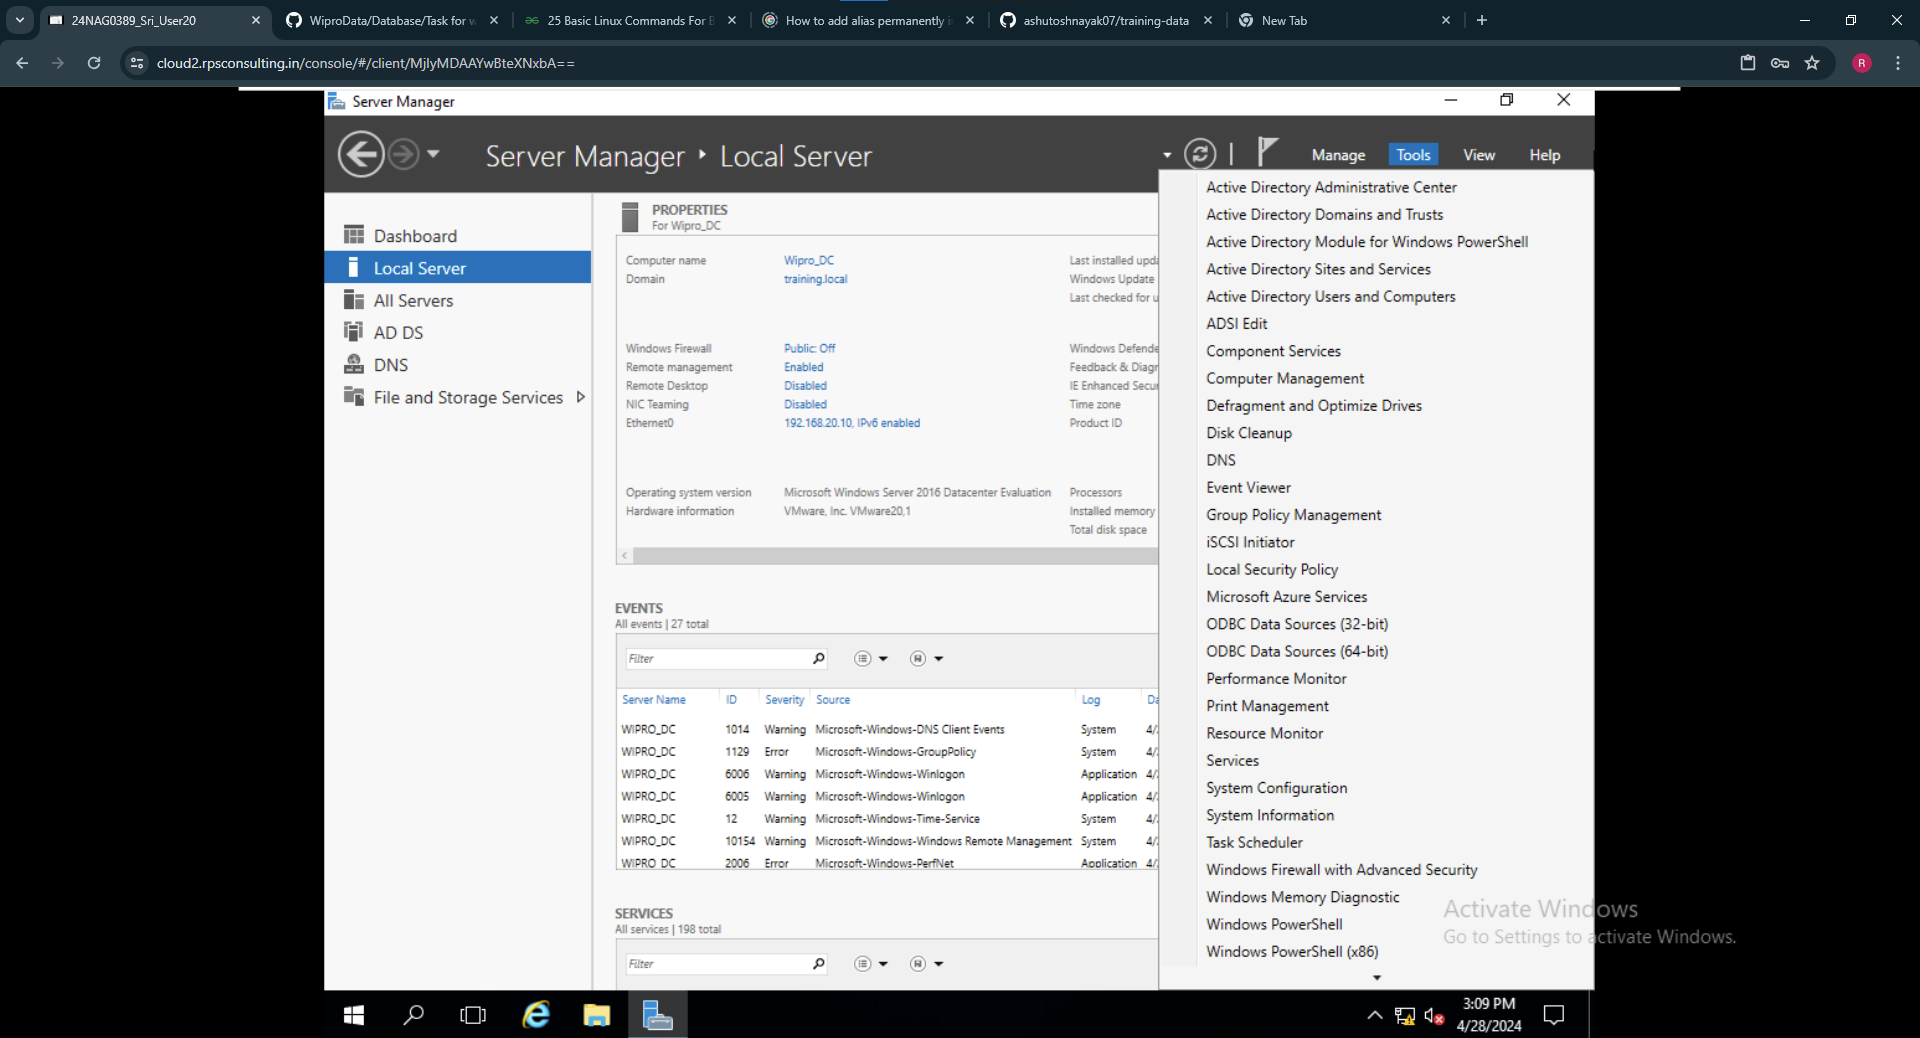 24NAG0389_Sri_User20
WiproData/Database/Task for w
25 Basic Linux Commands For B
How to add alias permanently i
ashutoshnayak07/training-data
New Tab
cloud2.rpsconsulting.in/console/#/client/MjIyMDAAYwBteXNxbA==
R
Server Manager
Server Manager
Local Server
Manage
Tools
View
Help
Dashboard
Local Server
All Servers
AD DS
DNS
File and Storage Services
PROPERTIES
For Wipro_DC
Computer name Wipro_DC Last installed upda
Domain training.local Windows Update
Last checked for u
Windows Firewall Public: Off Windows Defende
Remote management Enabled Feedback & Diagr
Remote Desktop Disabled IE Enhanced Secur
NIC Teaming Disabled Time zone
Ethernet0 192.168.20.10, IPv6 enabled Product ID
Operating system version Microsoft Windows Server 2016 Datacenter Evaluation Processors
Hardware information VMware, Inc. VMware20,1 Installed memory
Total disk space
EVENTS
All events | 27 total
Filter
Server Name ID Severity Source Log Da
WIPRO_DC 1014 Warning Microsoft-Windows-DNS Client Events System 4/
WIPRO_DC 1129 Error Microsoft-Windows-GroupPolicy System 4/
WIPRO_DC 6006 Warning Microsoft-Windows-Winlogon Application 4/
WIPRO_DC 6005 Warning Microsoft-Windows-Winlogon Application 4/
WIPRO_DC 12 Warning Microsoft-Windows-Time-Service System 4/
WIPRO_DC 10154 Warning Microsoft-Windows-Windows Remote Management System 4/
WIPRO_DC 2006 Error Microsoft-Windows-PerfNet Application 4/
SERVICES
All services | 198 total
Filter
Active Directory Administrative Center
Active Directory Domains and Trusts
Active Directory Module for Windows PowerShell
Active Directory Sites and Services
Active Directory Users and Computers
ADSI Edit
Component Services
Computer Management
Defragment and Optimize Drives
Disk Cleanup
DNS
Event Viewer
Group Policy Management
iSCSI Initiator
Local Security Policy
Microsoft Azure Services
ODBC Data Sources (32-bit)
ODBC Data Sources (64-bit)
Performance Monitor
Print Management
Resource Monitor
Services
System Configuration
System Information
Task Scheduler
Windows Firewall with Advanced Security
Windows Memory Diagnostic
Windows PowerShell
Windows PowerShell (x86)
Activate Windows
Go to Settings to activate Windows.
3:09 PM
4/28/2024